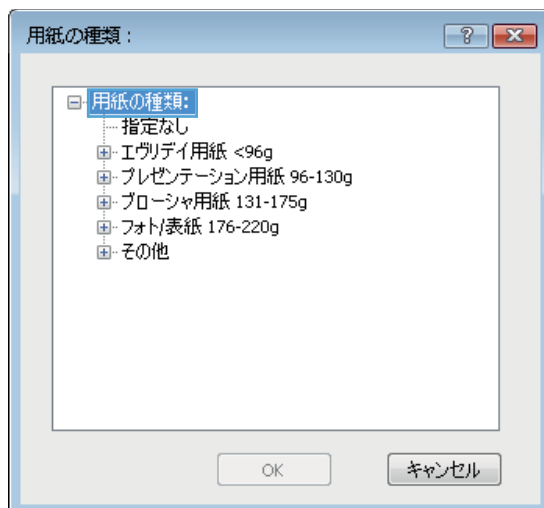 用紙の種類：
用紙の種類:
指定なし
エヴリデイ用紙 <96g
プレゼンテーション用紙 96-130g
ブローシャ用紙 131-175g
フォト/表紙 176-220g
その他
OK
キャンセル